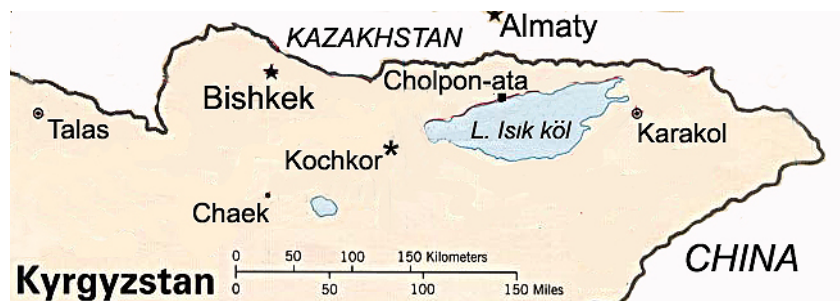 Almaty
KAZAKHSTAN
Cholpon-ata
Bishkek
Talas
L. Isık köl
Karakol
Kochkor
Chaek
CHINA
0 50 100 150 Kilometers
Kyrgyzstan
0 50 100 150 Miles